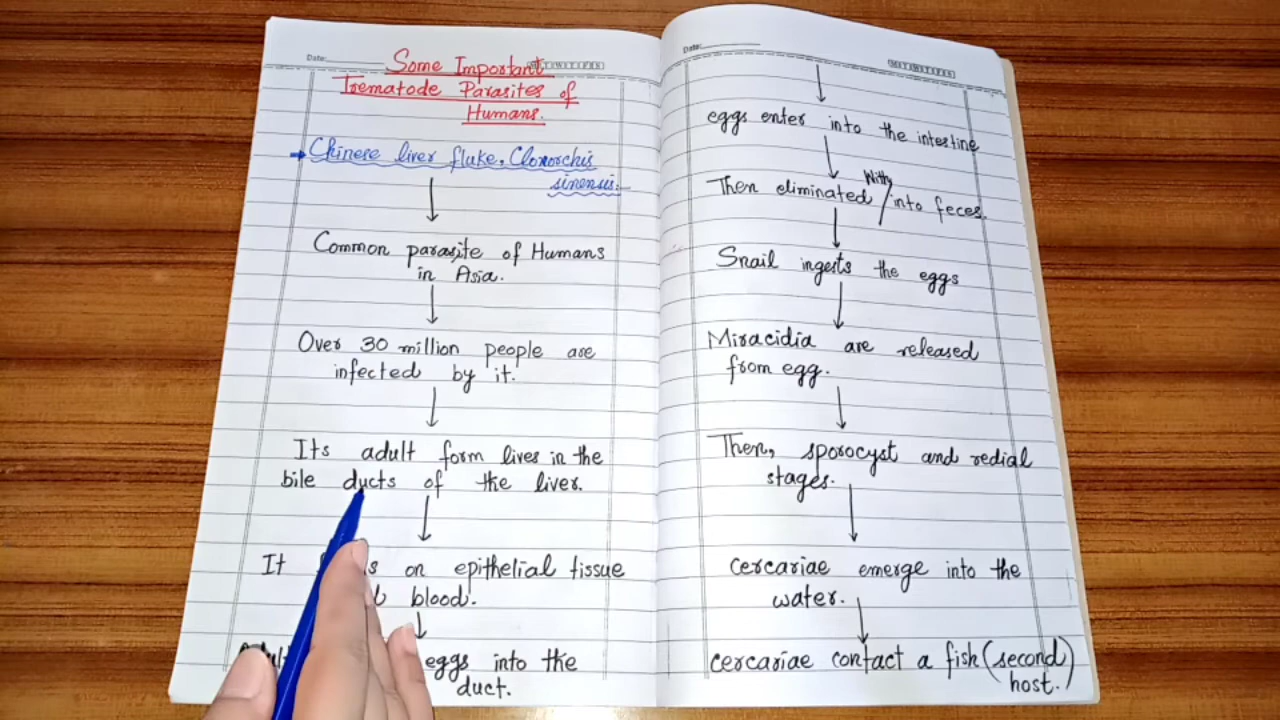 Date:
Some Important
Trematode Parasites of
Humans.
Chinese liver fluke, Clonorchis
sinensis:-
Common parasite of Humans
in Asia.
Over 30 million people are
infected by it.
Its adult form lives in the
bile ducts of the liver.
It on epithelial tissue
blood.
eggs into the
duct.
Date:
M T W T F S
eggs enter into the intestine
With
Then eliminated / into feces.
Snail ingests the eggs
Miracidia are released
from egg.
Then, sporocyst and redial
stages.
cercariae emerge into the
water.
cercariae contact a fish (second
host.)